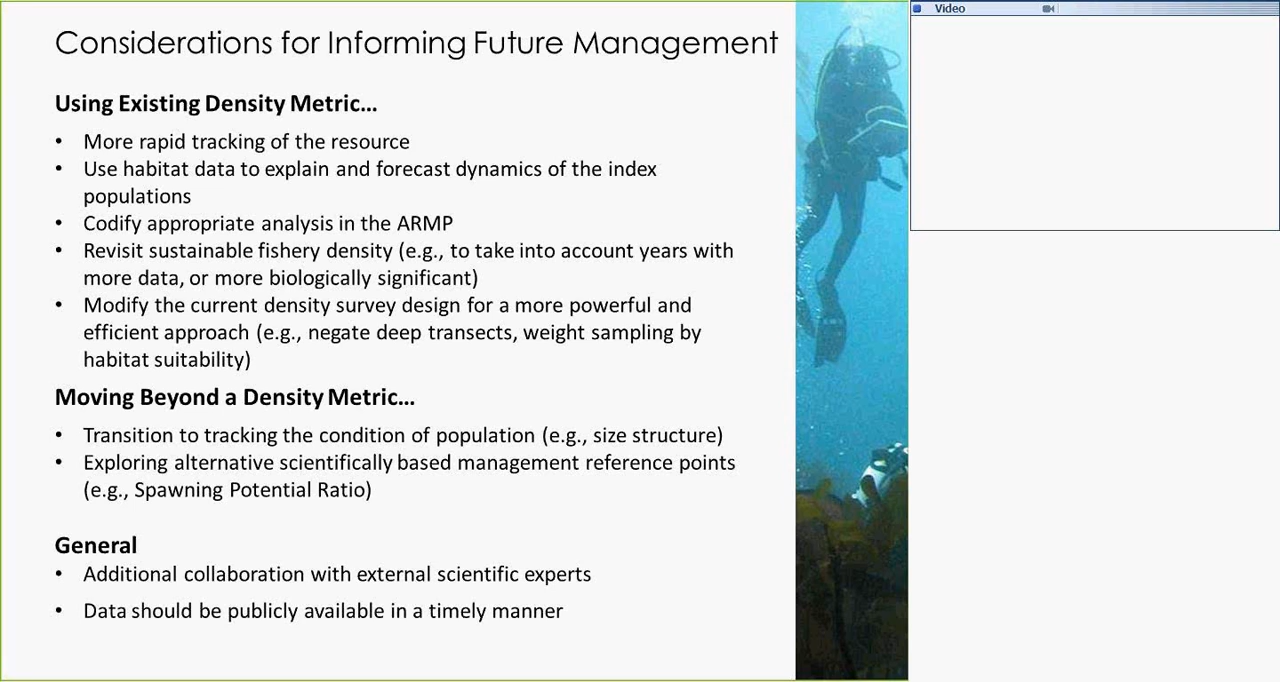 Considerations for Informing Future Management
Video
Using Existing Density Metric...
• More rapid tracking of the resource
• Use habitat data to explain and forecast dynamics of the index
populations
• Codify appropriate analysis in the ARMP
• Revisit sustainable fishery density (e.g., to take into account years with
more data, or more biologically significant)
• Modify the current density survey design for a more powerful and
efficient approach (e.g., negate deep transects, weight sampling by
habitat suitability)
Moving Beyond a Density Metric...
• Transition to tracking the condition of population (e.g., size structure)
• Exploring alternative scientifically based management reference points
(e.g., Spawning Potential Ratio)
General
• Additional collaboration with external scientific experts
• Data should be publicly available in a timely manner